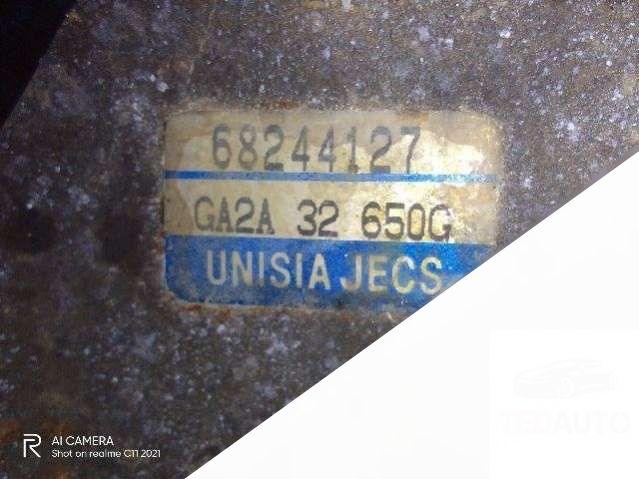 68244127
GA2A 32 650G
UNISIA JECS
AI CAMERA
Shot on realme C11 2021
TEDAUTO